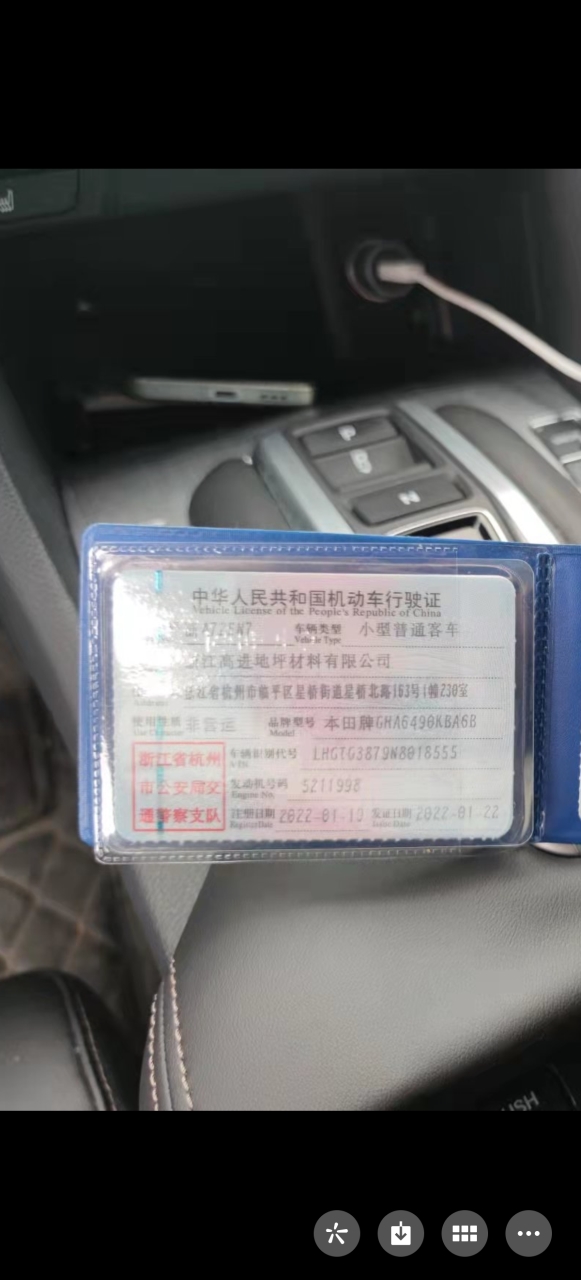 中华人民共和国机动车行驶证
Vehicle License of the People's Republic of China
车辆类型 小型普通客车
Vehicle Type
江高进地坪材料有限公司
江省杭州市临平区星桥街道星桥北路163号1幢230室
使用性质 非营运 品牌型号 本田牌GHA6490KBA6B
Use Character Model
浙江省杭州
市公安局交
通警察支队
车辆识别代号 LHGTG3879N8018555
VIN
发动机号码 5211998
Engine No.
注册日期 2022-01-10 发证日期 2022-01-22
Register Date Issue Date